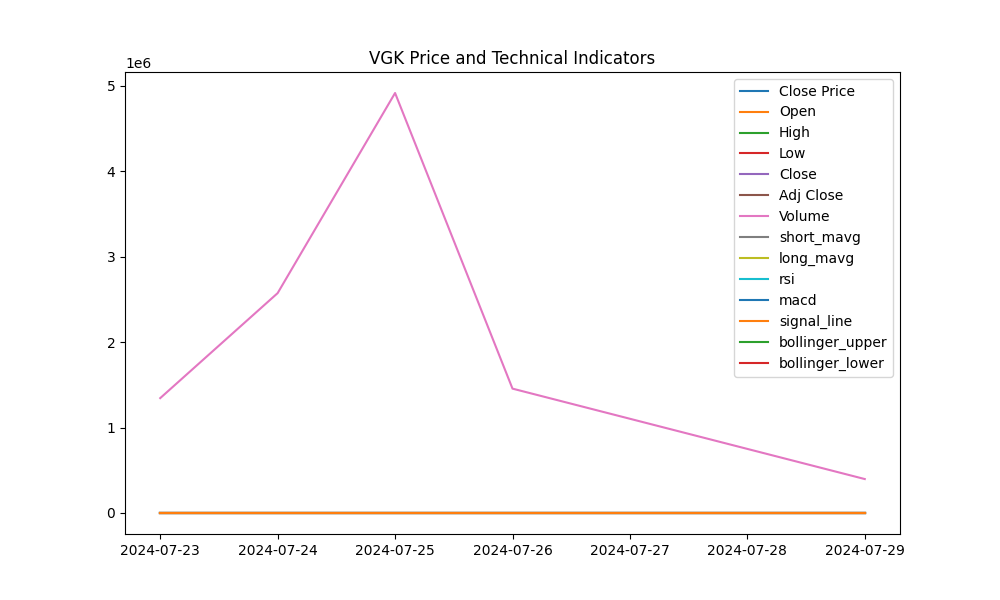 VGK Price and Technical Indicators
1e6
5
4
3
2
1
0
Close Price
Open
High
Low
Close
Adj Close
Volume
short_mavg
long_mavg
rsi
macd
signal_line
bollinger_upper
bollinger_lower
2024-07-23 2024-07-24 2024-07-25 2024-07-26 2024-07-27 2024-07-28 2024-07-29